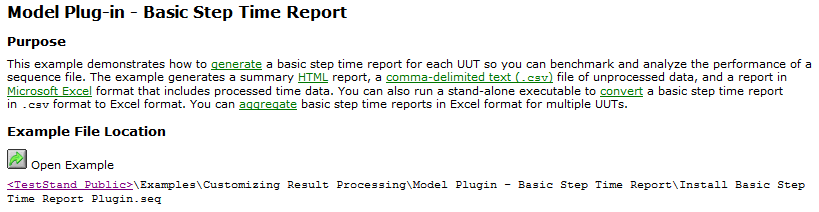 Model Plug-in - Basic Step Time Report
Purpose
This example demonstrates how to generate a basic step time report for each UUT so you can benchmark and analyze the performance of a
sequence file. The example generates a summary HTML report, a comma-delimited text (.csv) file of unprocessed data, and a report in
Microsoft Excel format that includes processed time data. You can also run a stand-alone executable to convert a basic step time report
in .csv format to Excel format. You can aggregate basic step time reports in Excel format for multiple UUTs.
Example File Location
Open Example
<TestStand Public>\Examples\Customizing Result Processing\Model Plugin - Basic Step Time Report\Install Basic Step
Time Report Plugin.seq